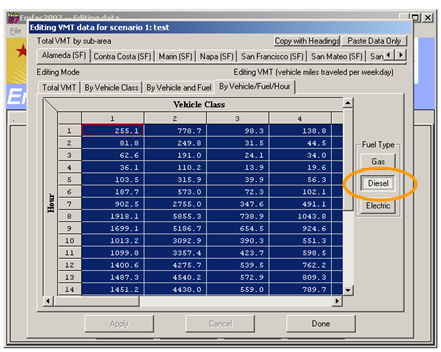 Emfac2007 -- Editing data
Editing VMT data for scenario 1: test
Total VMT by sub-area Copy with Headings Paste Data Only
Alameda (SF) Contra Costa (SF) Marin (SF) Napa (SF) San Francisco (SF) San Mateo (SF)
Editing Mode Editing VMT (vehicle miles traveled per weekday)
Total VMT By Vehicle Class By Vehicle and Fuel By Vehicle/Fuel/Hour
Vehicle Class
1 2 3 4
1 255.1 778.7 98.3 138.8
2 81.8 249.8 31.5 44.5
3 62.6 191.0 24.1 34.0
4 36.1 110.2 13.9 19.6
5 103.5 315.9 39.9 56.3
6 187.7 573.0 72.3 102.1
7 902.5 2755.0 347.6 491.1
8 1918.1 5855.3 738.9 1043.8
9 1699.1 5186.7 654.5 924.6
10 1013.2 3092.9 390.3 551.3
11 1099.8 3357.4 423.7 598.5
12 1400.6 4275.7 539.5 762.2
13 1487.3 4540.2 572.9 809.3
14 1451.2 4430.0 559.0 789.7
Hour
Fuel Type
Gas
Diesel
Electric
Apply Cancel Done